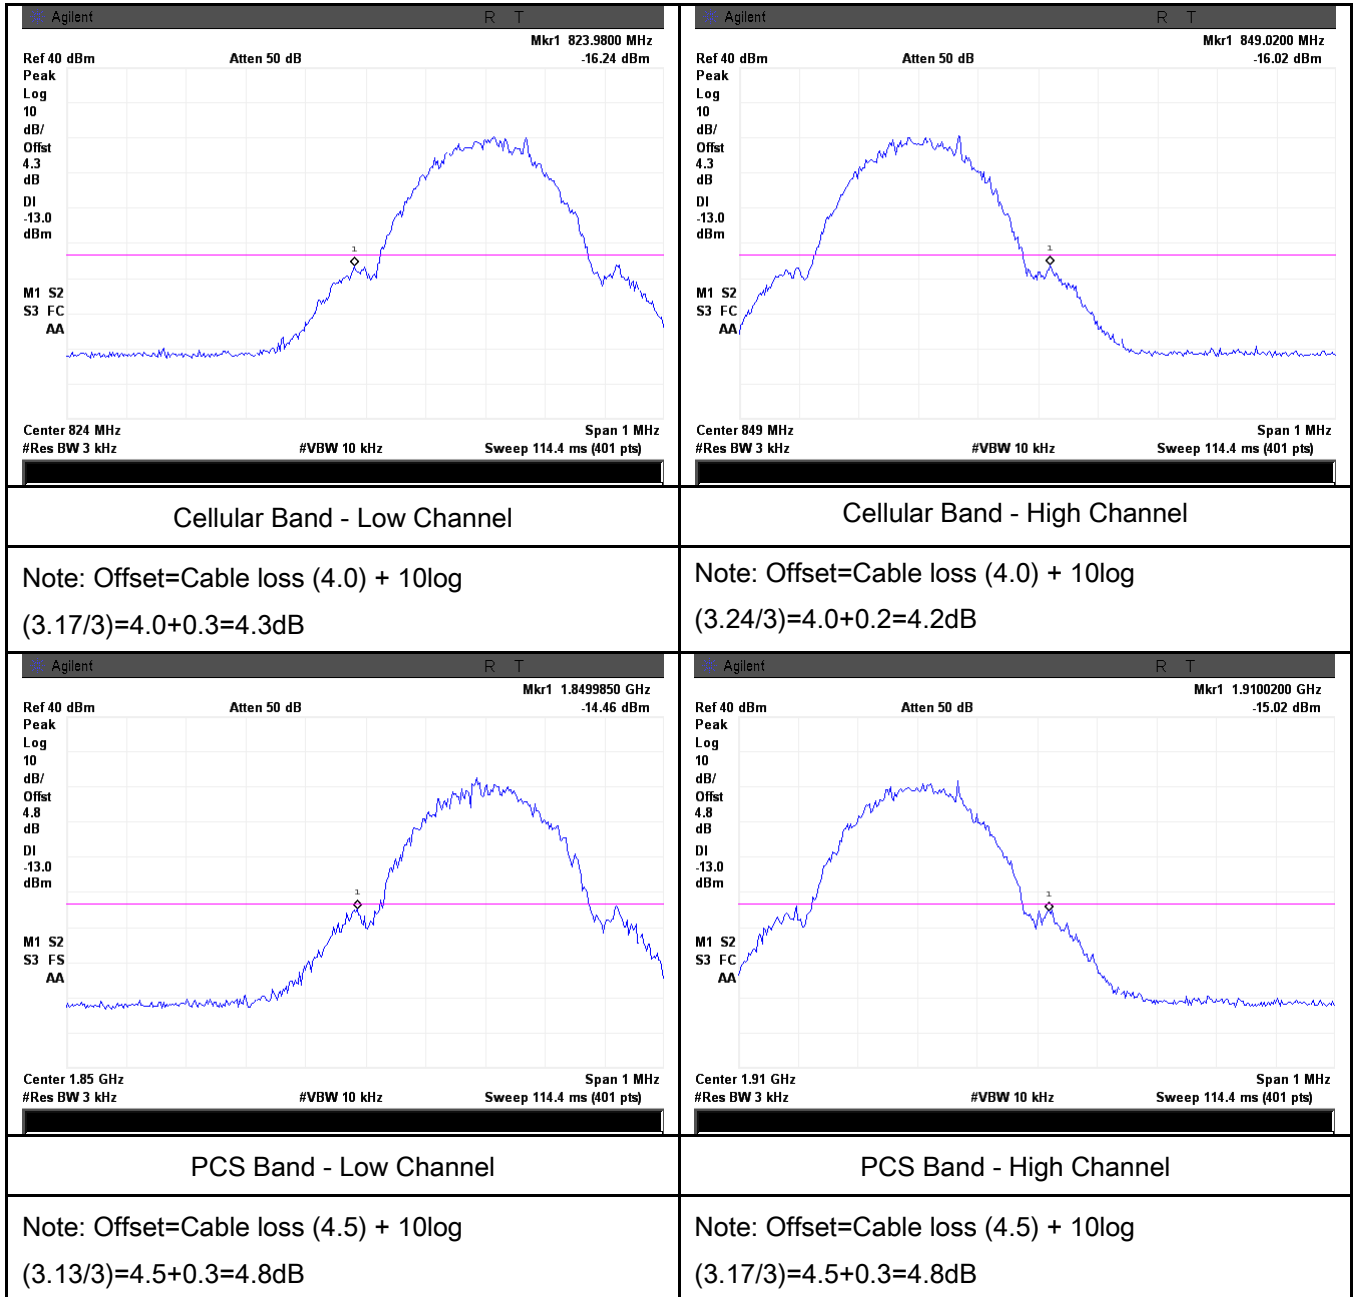 Agilent R T
Mkr1 823.9800 MHz
Ref 40 dBm Atten 50 dB -16.24 dBm
Peak
Log
10
dB/
Offst
4.3
dB
DI
-13.0
dBm
1
M1 S2
S3 FC
AA
Center 824 MHz Span 1 MHz
#Res BW 3 kHz #VBW 10 kHz Sweep 114.4 ms (401 pts)
Agilent R T
Mkr1 849.0200 MHz
Ref 40 dBm Atten 50 dB -16.02 dBm
Peak
Log
10
dB/
Offst
4.3
dB
DI
-13.0
dBm
1
M1 S2
S3 FC
AA
Center 849 MHz Span 1 MHz
#Res BW 3 kHz #VBW 10 kHz Sweep 114.4 ms (401 pts)
Cellular Band - Low Channel
Cellular Band - High Channel
Note: Offset=Cable loss (4.0) + 10log
(3.17/3)=4.0+0.3=4.3dB
Note: Offset=Cable loss (4.0) + 10log
(3.24/3)=4.0+0.2=4.2dB
Agilent R T
Mkr1 1.8499850 GHz
Ref 40 dBm Atten 50 dB -14.46 dBm
Peak
Log
10
dB/
Offst
4.8
dB
DI
-13.0
dBm
1
M1 S2
S3 FS
AA
Center 1.85 GHz Span 1 MHz
#Res BW 3 kHz #VBW 10 kHz Sweep 114.4 ms (401 pts)
Agilent R T
Mkr1 1.9100200 GHz
Ref 40 dBm Atten 50 dB -15.02 dBm
Peak
Log
10
dB/
Offst
4.8
dB
DI
-13.0
dBm
1
M1 S2
S3 FC
AA
Center 1.91 GHz Span 1 MHz
#Res BW 3 kHz #VBW 10 kHz Sweep 114.4 ms (401 pts)
PCS Band - Low Channel
PCS Band - High Channel
Note: Offset=Cable loss (4.5) + 10log
(3.13/3)=4.5+0.3=4.8dB
Note: Offset=Cable loss (4.5) + 10log
(3.17/3)=4.5+0.3=4.8dB